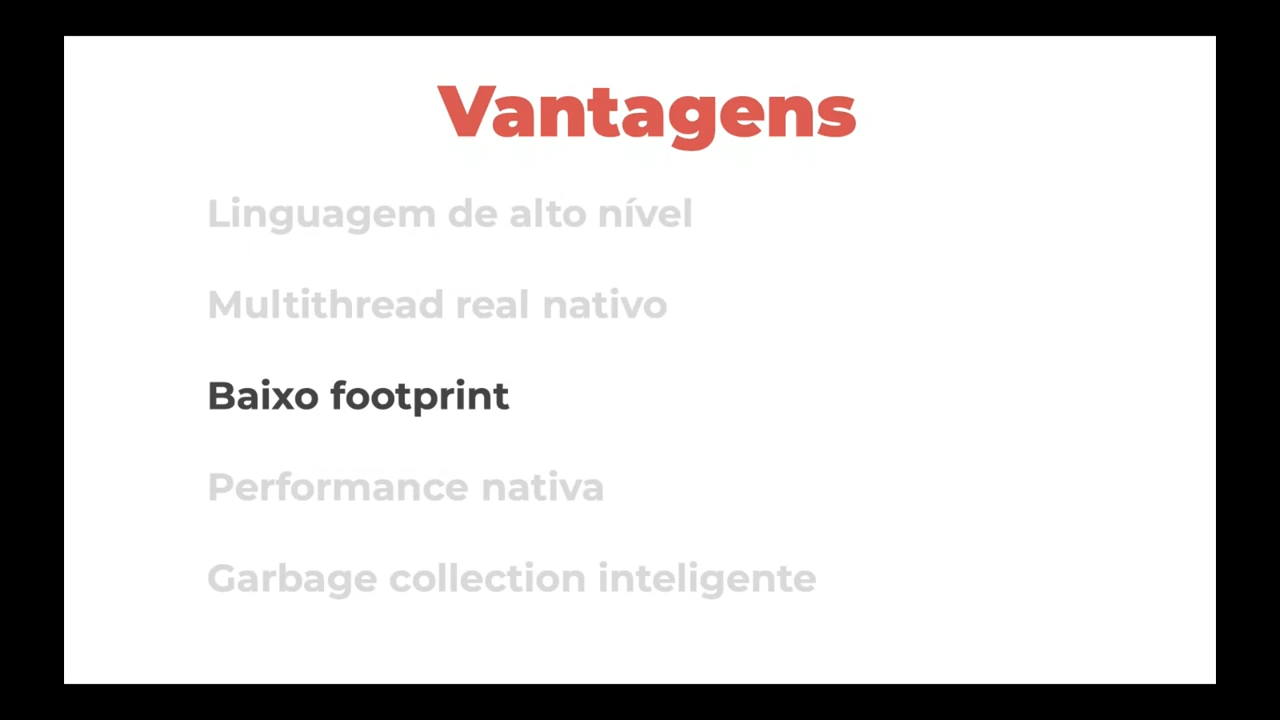 Vantagens
Linguagem de alto nível
Multithread real nativo
Baixo footprint
Performance nativa
Garbage collection inteligente